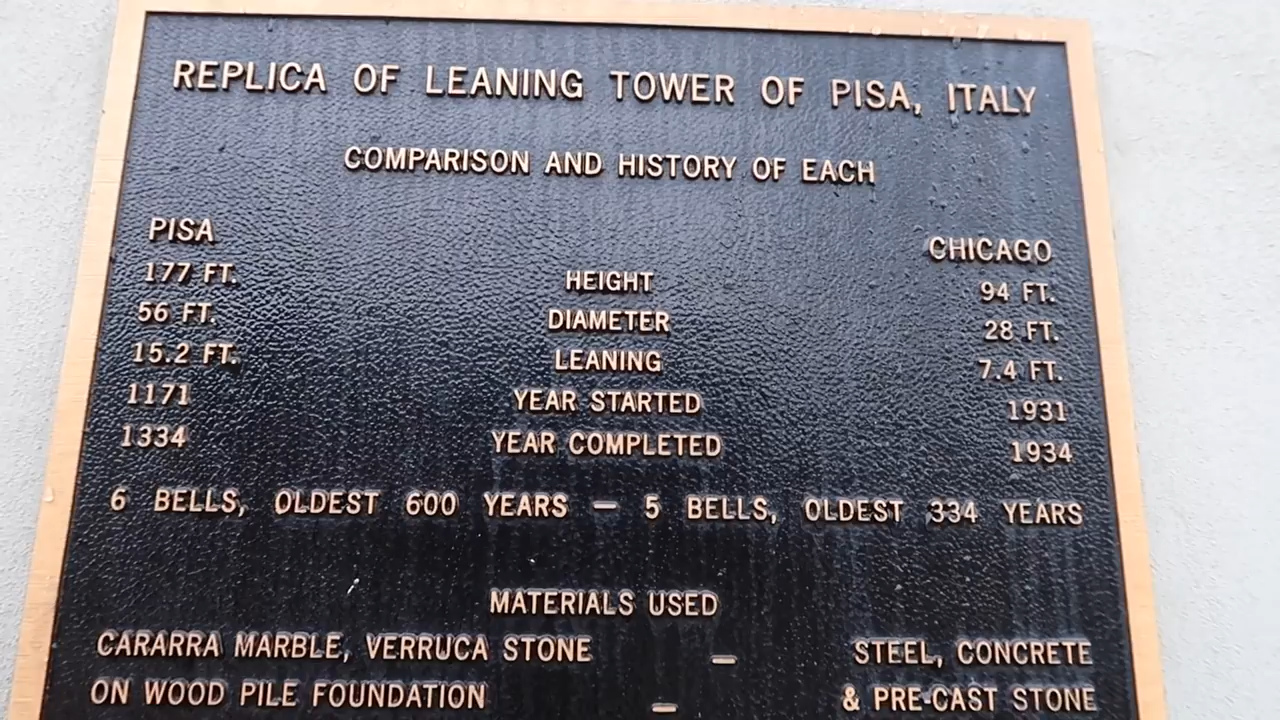 REPLICA OF LEANING TOWER OF PISA, ITALY
COMPARISON AND HISTORY OF EACH
PISA CHICAGO
177 FT. HEIGHT 94 FT.
56 FT. DIAMETER 28 FT.
15.2 FT. LEANING 7.4 FT.
1171 YEAR STARTED 1931
1334 YEAR COMPLETED 1934
6 BELLS, OLDEST 600 YEARS — 5 BELLS, OLDEST 334 YEARS
MATERIALS USED
CARARRA MARBLE, VERRUCA STONE — STEEL, CONCRETE
ON WOOD PILE FOUNDATION — & PRE-CAST STONE